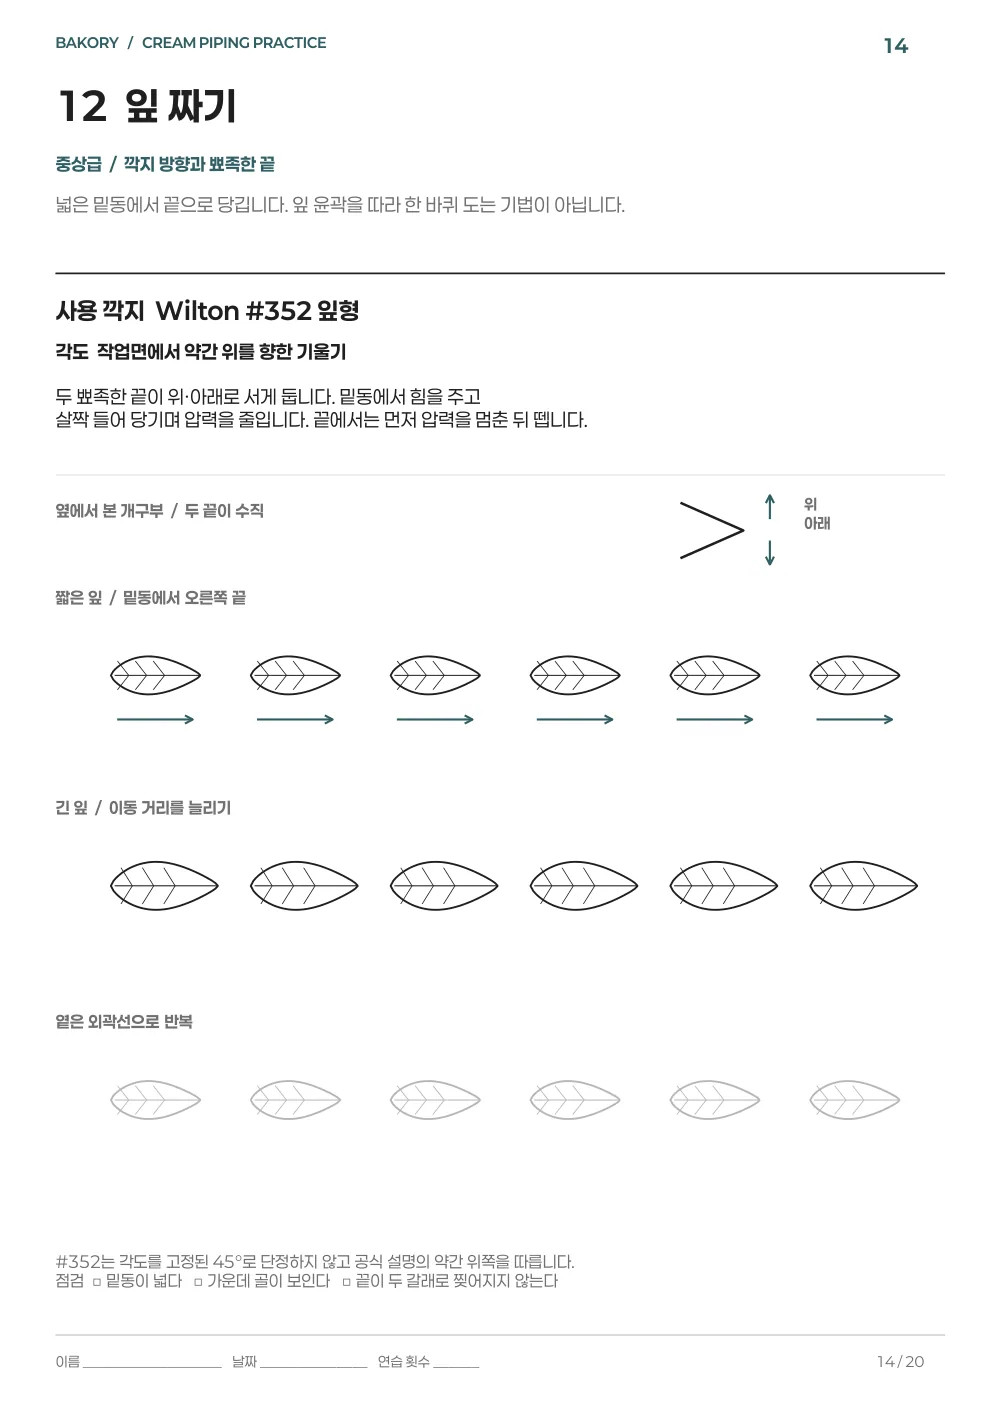 BAKORY / CREAM PIPING PRACTICE
14
12 잎 짜기
중상급 / 깍지 방향과 뾰족한 끝
넓은 밑동에서 끝으로 당깁니다. 잎 윤곽을 따라 한 바퀴 도는 기법이 아닙니다.
사용 깍지 Wilton #352 잎형
각도 작업면에서 약간 위를 향한 기울기
두 뾰족한 끝이 위·아래로 서게 둡니다. 밑동에서 힘을 주고
살짝 들어 당기며 압력을 줄입니다. 끝에서는 먼저 압력을 멈춘 뒤 뗍니다.
옆에서 본 개구부 / 두 끝이 수직
위
아래
짧은 잎 / 밑동에서 오른쪽 끝
긴 잎 / 이동 거리를 늘리기
옅은 외곽선으로 반복
#352는 각도를 고정된 45°로 단정하지 않고 공식 설명의 약간 위쪽을 따릅니다.
점검 □ 밑동이 넓다 □ 가운데 골이 보인다 □ 끝이 두 갈래로 찢어지지 않는다
이름 ____________________ 날짜 ________________ 연습 횟수 _______
14 / 20